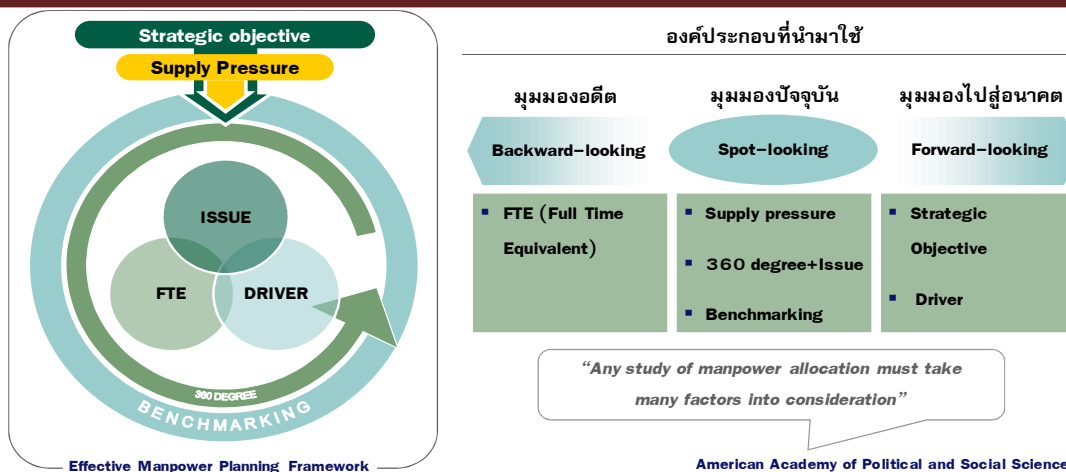 Strategic objective
Supply Pressure
ISSUE
FTE
DRIVER
360 DEGREE
BENCHMARKING
Effective Manpower Planning Framework
องค์ประกอบที่นำมาใช้
มุมมองอดีต
มุมมองปัจจุบัน
มุมมองไปสู่อนาคต
Backward-looking
Spot-looking
Forward-looking
▪ FTE (Full Time
Equivalent)
▪ Supply pressure
▪ 360 degree+Issue
▪ Benchmarking
▪ Strategic
Objective
▪ Driver
“Any study of manpower allocation must take
many factors into consideration”
American Academy of Political and Social Science